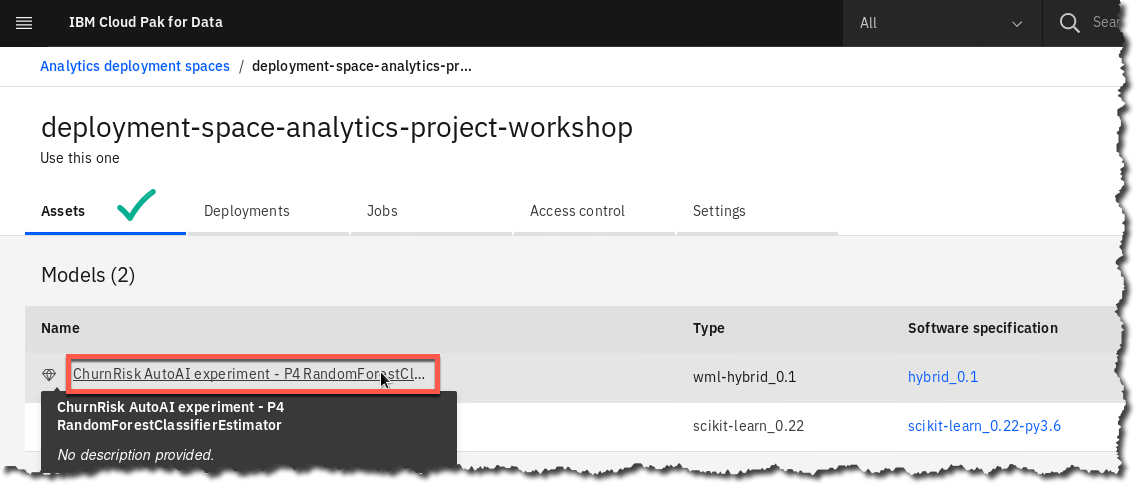 IBM Cloud Pak for Data
All
Sear
Analytics deployment spaces / deployment-space-analytics-pr...
deployment-space-analytics-project-workshop
Use this one
Assets Deployments Jobs Access control Settings
Models (2)
Name Type Software specification
ChurnRisk AutoAI experiment - P4 RandomForestCl... wml-hybrid_0.1 hybrid_0.1
ChurnRisk AutoAI experiment - P4
RandomForestClassifierEstimator
scikit-learn_0.22 scikit-learn_0.22-py3.6
No description provided.